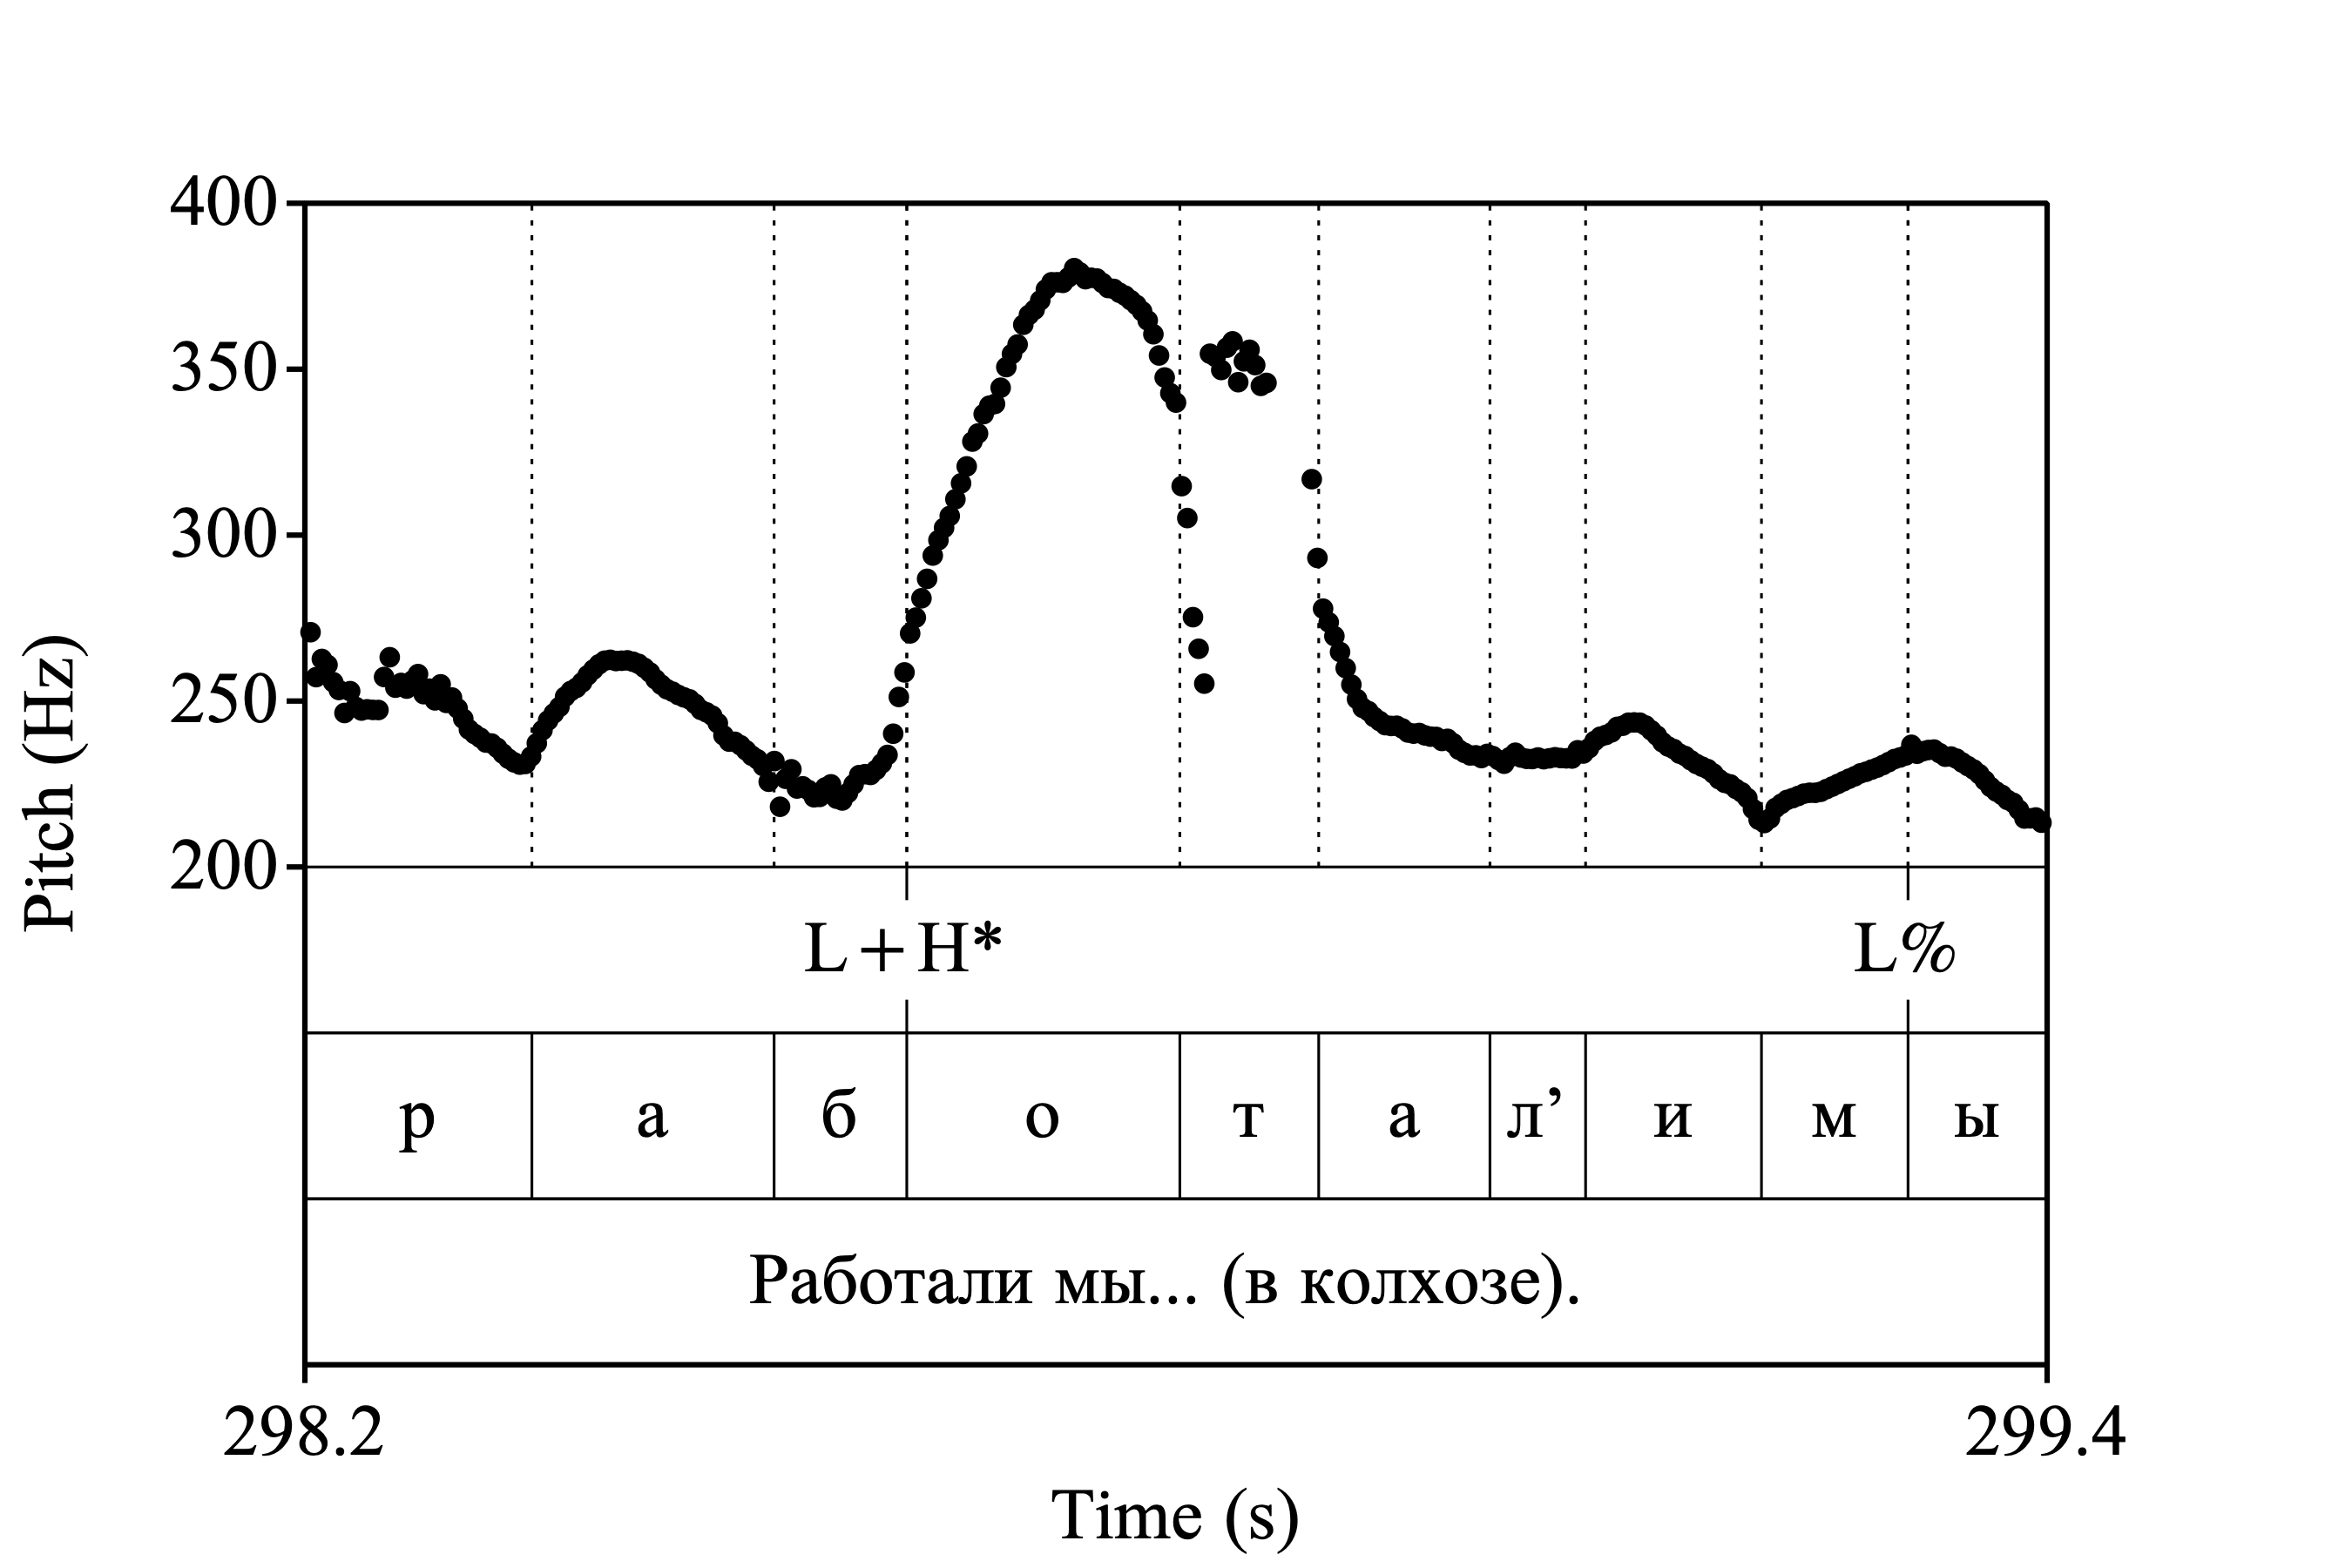 400
350
300
250
200
Pitch (Hz)
L+H* L%
р а б о т а л’ и м ы
Работали мы... (в колхозе).
298.2 299.4
Time (s)